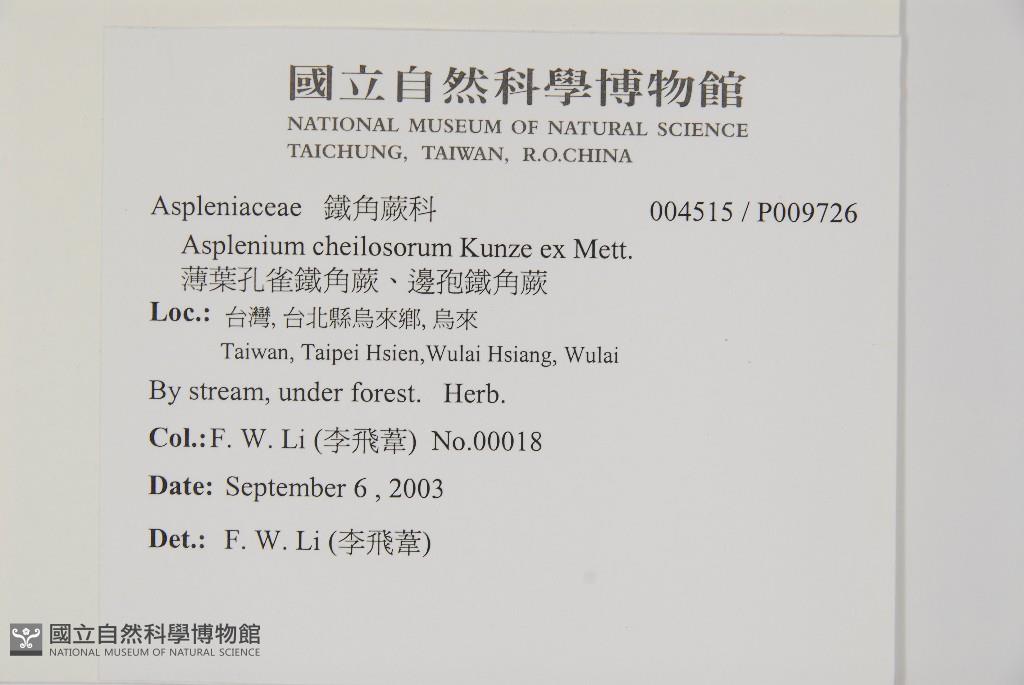 國立自然科學博物館
NATIONAL MUSEUM OF NATURAL SCIENCE
TAICHUNG, TAIWAN, R.O.CHINA
Aspleniaceae 鐵角蕨科 004515 / P009726
Asplenium cheilosorum Kunze ex Mett.
薄葉孔雀鐵角蕨、邊孢鐵角蕨
Loc.: 台灣, 台北縣烏來鄉, 烏來
Taiwan, Taipei Hsien,Wulai Hsiang, Wulai
By stream, under forest. Herb.
Col.:F. W. Li (李飛葦) No.00018
Date: September 6 , 2003
Det.: F. W. Li (李飛葦)
國立自然科學博物館
NATIONAL MUSEUM OF NATURAL SCIENCE